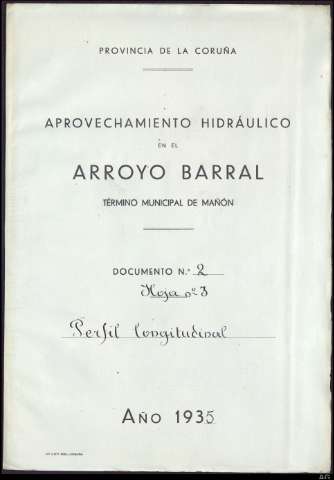 PROVINCIA DE LA CORUÑA
APROVECHAMIENTO HIDRÁULICO
EN EL
ARROYO BARRAL
TÉRMINO MUNICIPAL DE MAÑÓN
DOCUMENTO N.º 2
Hoja nº 3
Perfil longitudinal
AÑO 1935